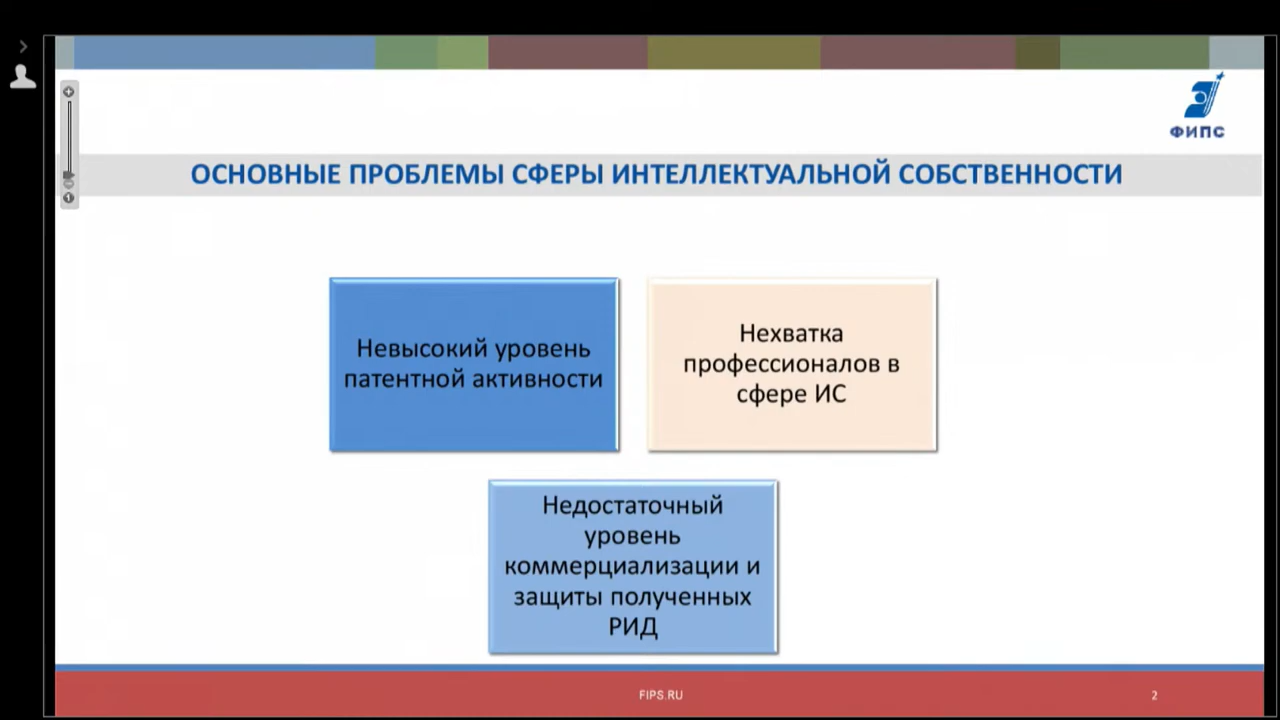 ФИПС
ОСНОВНЫЕ ПРОБЛЕМЫ СФЕРЫ ИНТЕЛЛЕКТУАЛЬНОЙ СОБСТВЕННОСТИ
Невысокий уровень
патентной активности
Нехватка
профессионалов в
сфере ИС
Недостаточный
уровень
коммерциализации и
защиты полученных
РИД
FIPS.RU
2